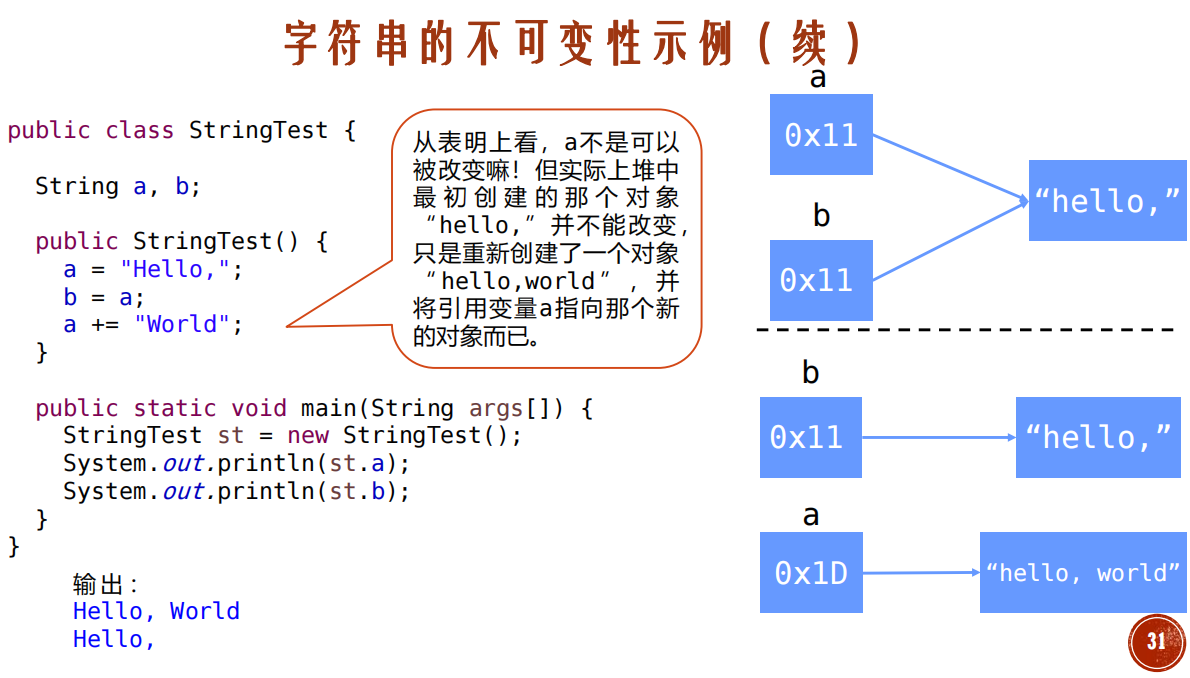 字符串的不可变性示例（续）
public class StringTest {
String a, b;
public StringTest() {
a = "Hello,";
b = a;
a += "World";
}
public static void main(String args[]) {
StringTest st = new StringTest();
System.out.println(st.a);
System.out.println(st.b);
}
}
输出：
Hello, World
Hello,
从表明上看，a不是可以
被改变嘛！但实际上堆中
最初创建的那个对象
“hello,”并不能改变，
只是重新创建了一个对象
“hello,world”，并
将引用变量a指向那个新
的对象而已。
a
0x11
“hello,”
b
0x11
b
0x11
“hello,”
a
0x1D
“hello, world”
31